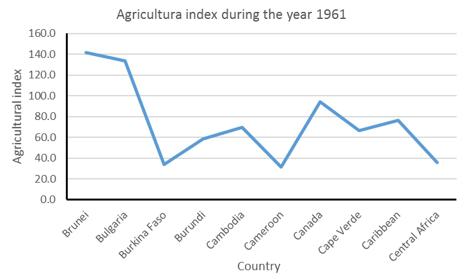 Agricultura index during the year 1961
160.0
140.0
120.0
100.0
80.0
60.0
40.0
20.0
0.0
Agricultural index
Brunei
Bulgaria
Burkina Faso
Burundi
Cambodia
Cameroon
Canada
Cape Verde
Caribbean
Central Africa
Country